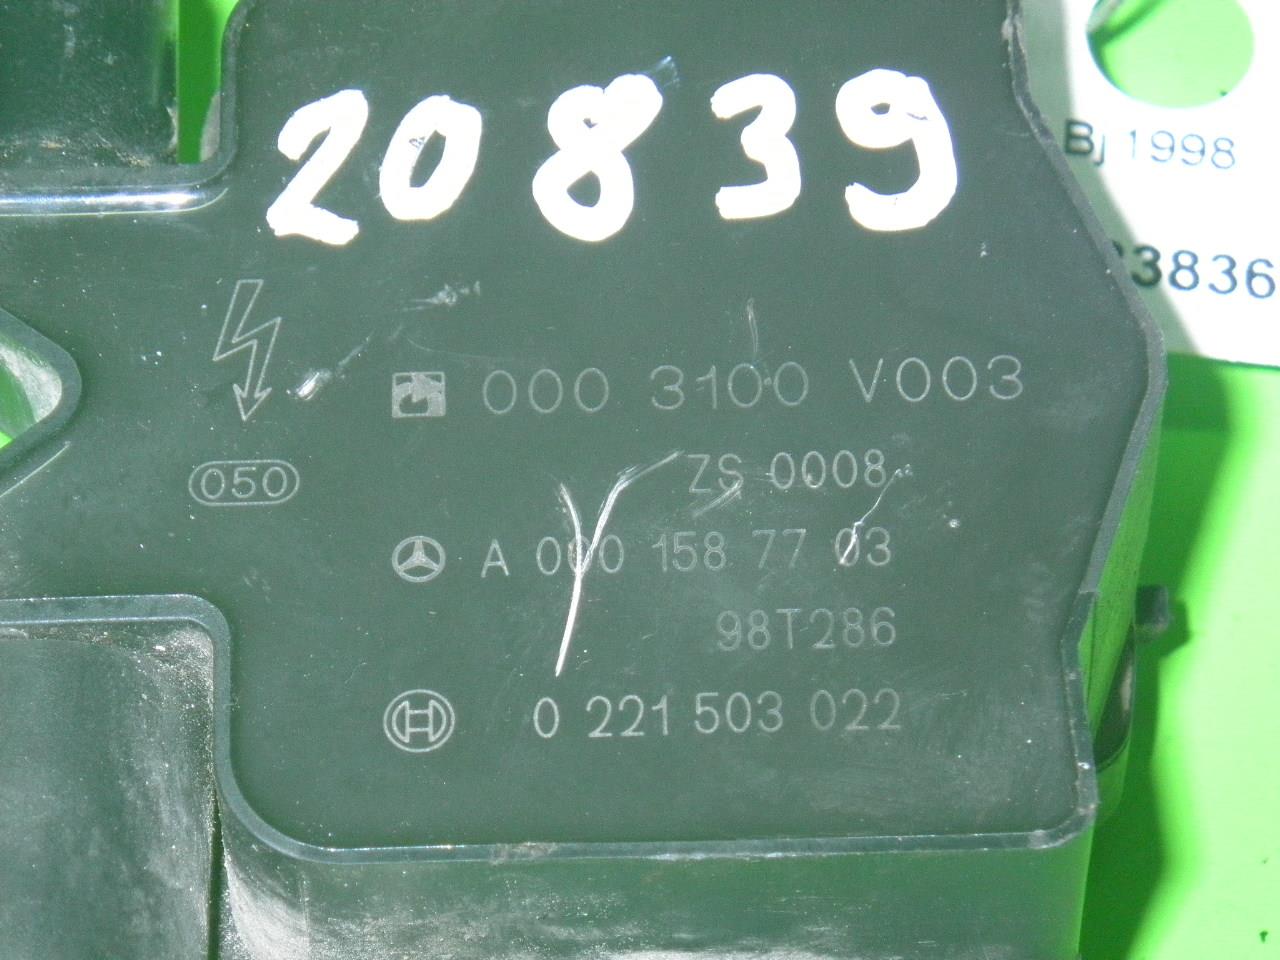 20839
Bj 1998
3836
000 3100 V003
ZS 0008
050
A 000 158 77 03
98T286
0 221 503 022